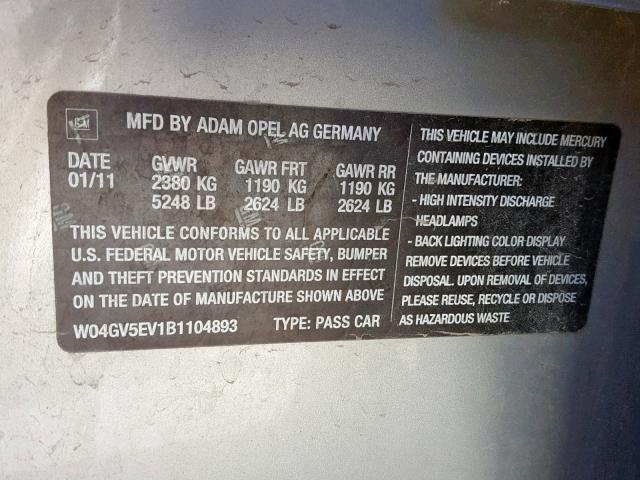 MFD BY ADAM OPEL AG GERMANY
DATE GVWR GAWR FRT GAWR RR
01/11 2380 KG 1190 KG 1190 KG
5248 LB 2624 LB 2624 LB
THIS VEHICLE CONFORMS TO ALL APPLICABLE
U.S. FEDERAL MOTOR VEHICLE SAFETY, BUMPER
AND THEFT PREVENTION STANDARDS IN EFFECT
ON THE DATE OF MANUFACTURE SHOWN ABOVE
W04GV5EV1B1104893 TYPE: PASS CAR
THIS VEHICLE MAY INCLUDE MERCURY
CONTAINING DEVICES INSTALLED BY
THE MANUFACTURER:
- HIGH INTENSITY DISCHARGE
HEADLAMPS
- BACK LIGHTING COLOR DISPLAY
REMOVE DEVICES BEFORE VEHICLE
DISPOSAL. UPON REMOVAL OF DEVICES,
PLEASE REUSE, RECYCLE OR DISPOSE
AS HAZARDOUS WASTE